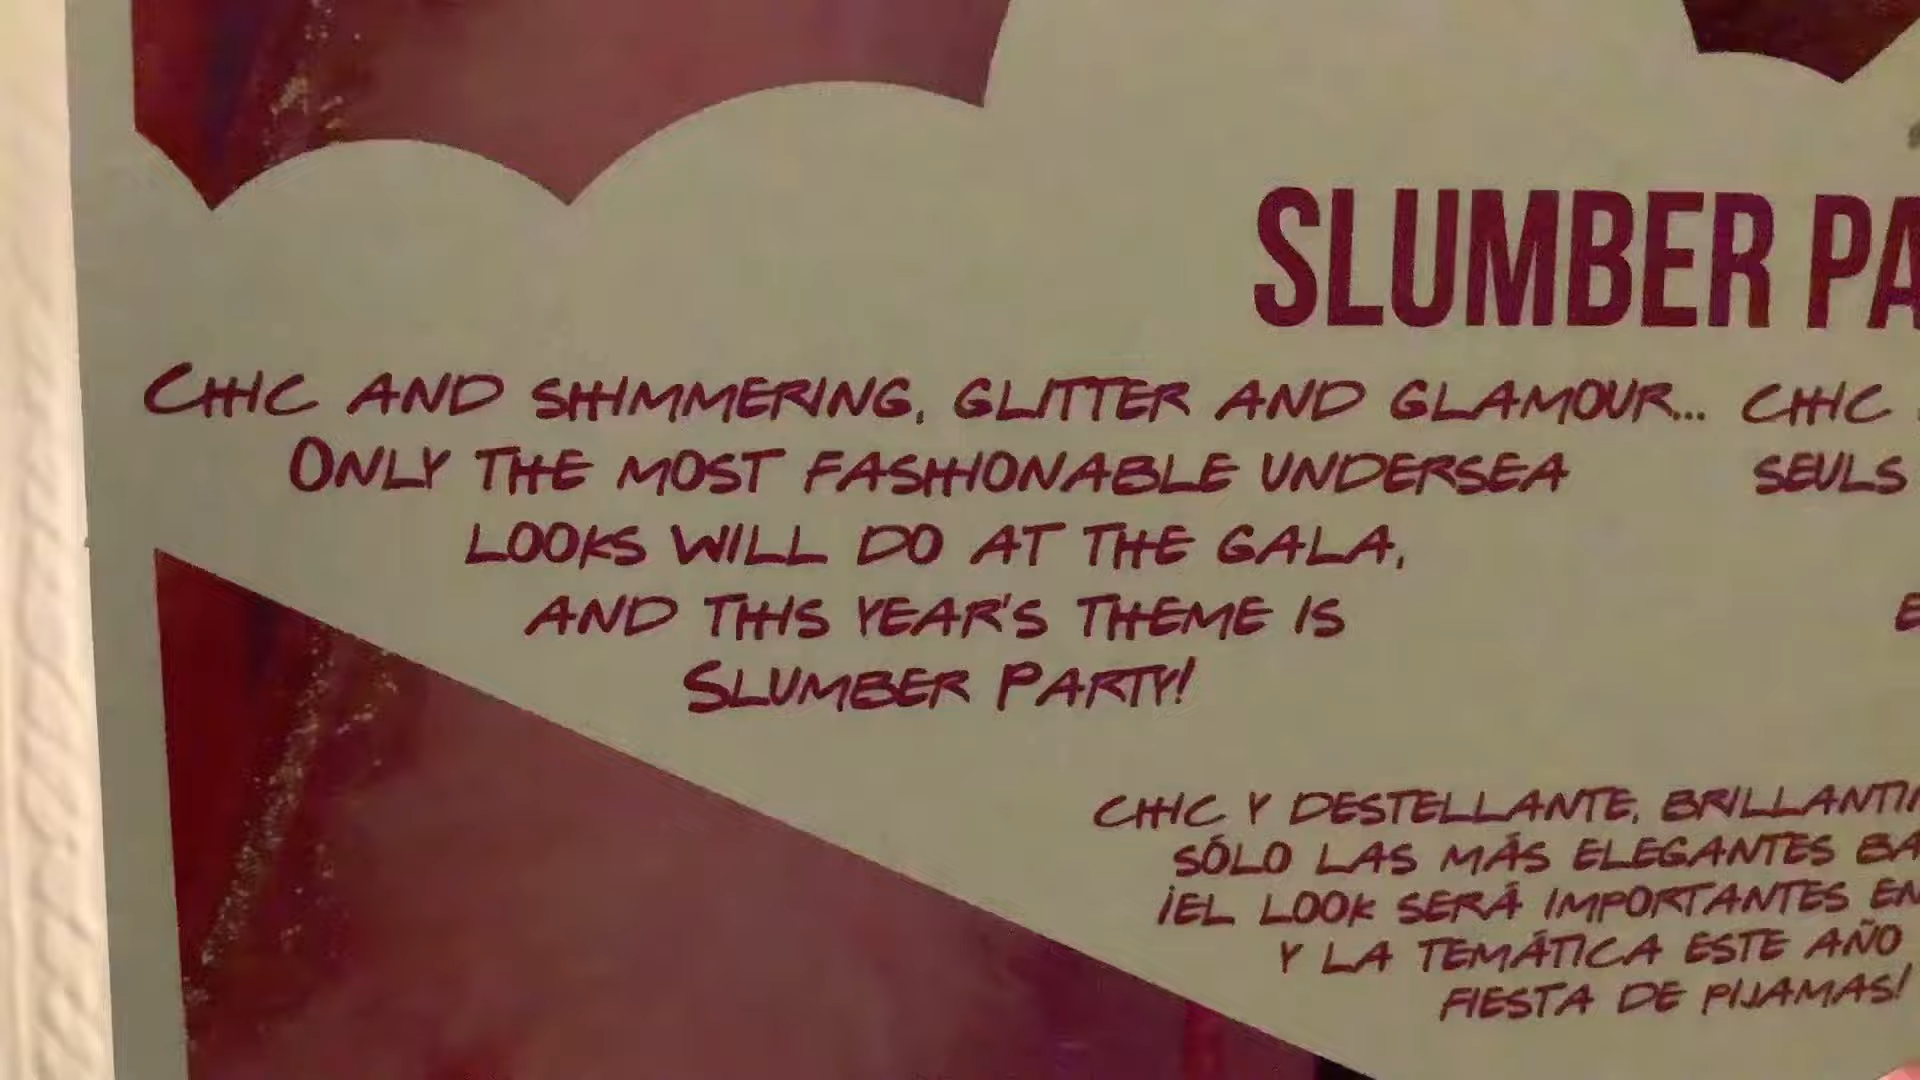 SLUMBER
CHIC AND SHIMMERING, GLITTER AND GLAMOUR...
ONLY THE MOST FASHIONABLE UNDERSEA
LOOKS WILL DO AT THE GALA,
AND THIS YEAR'S THEME IS
SLUMBER PARTY!
CHIC
SEULS
CHIC Y DESTELLANTE,
SÓLO LAS MÁS ELEGANTES
¡EL LOOK SERÁ IMPORTANTES
Y LA TEMÁTICA ESTE AÑO
FIESTA DE PIJAMAS!